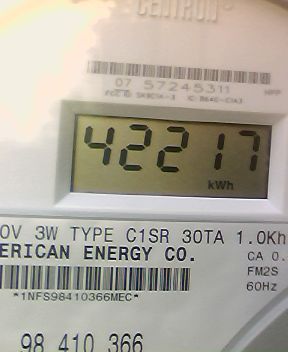 CENTRON
07 57245311
42217
kWh
0V 3W TYPE C1SR 30TA 1.0Kh
ERICAN ENERGY CO.
CA 0.
FM2S
60Hz
*1NFS98410366MEC*
98 410 366